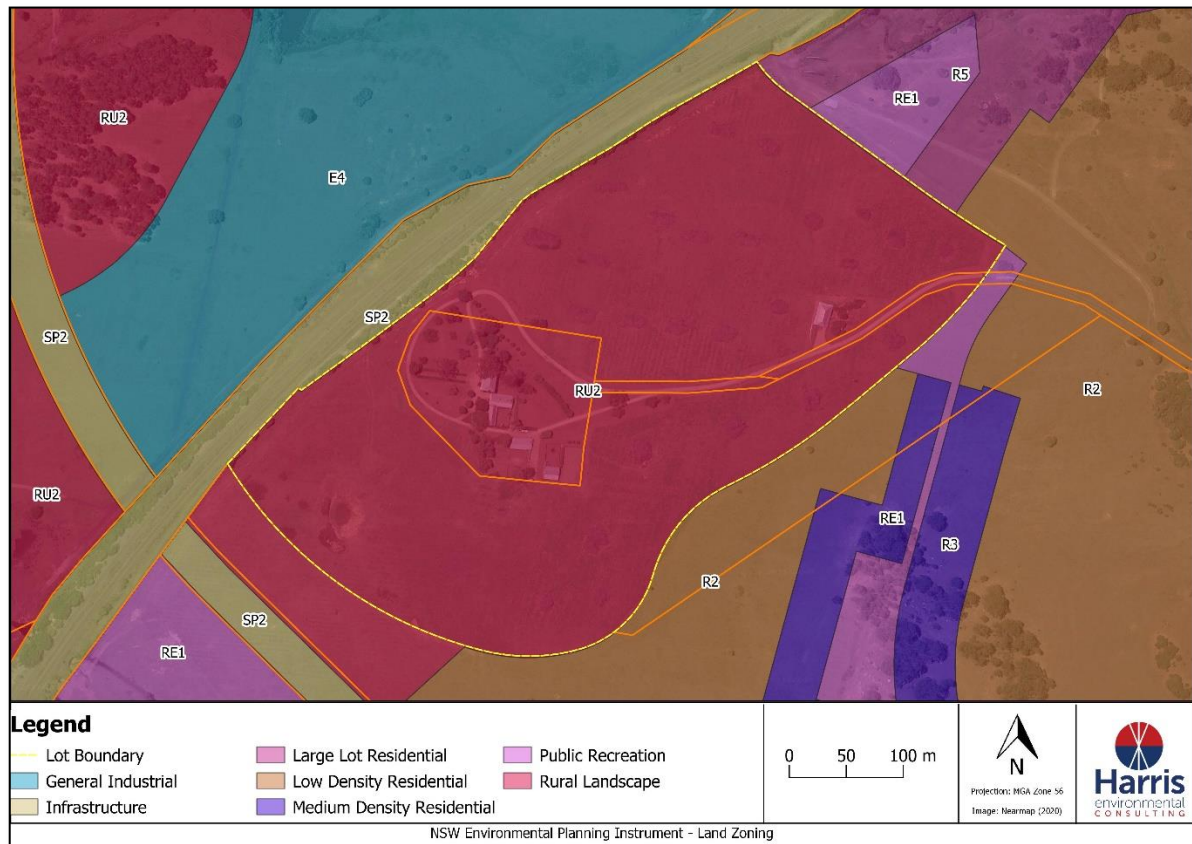 R5
RE1
RU2
E4
SP2
SP2
RU2
R2
RU2
RE1
R3
R2
SP2
RE1
Legend
Lot Boundary
General Industrial
Infrastructure
Large Lot Residential
Low Density Residential
Medium Density Residential
Public Recreation
Rural Landscape
0 50 100 m
N
Projection: MGA Zone 56
Image: Nearmap (2020)
Harris
environmental
CONSULTING
NSW Environmental Planning Instrument - Land Zoning